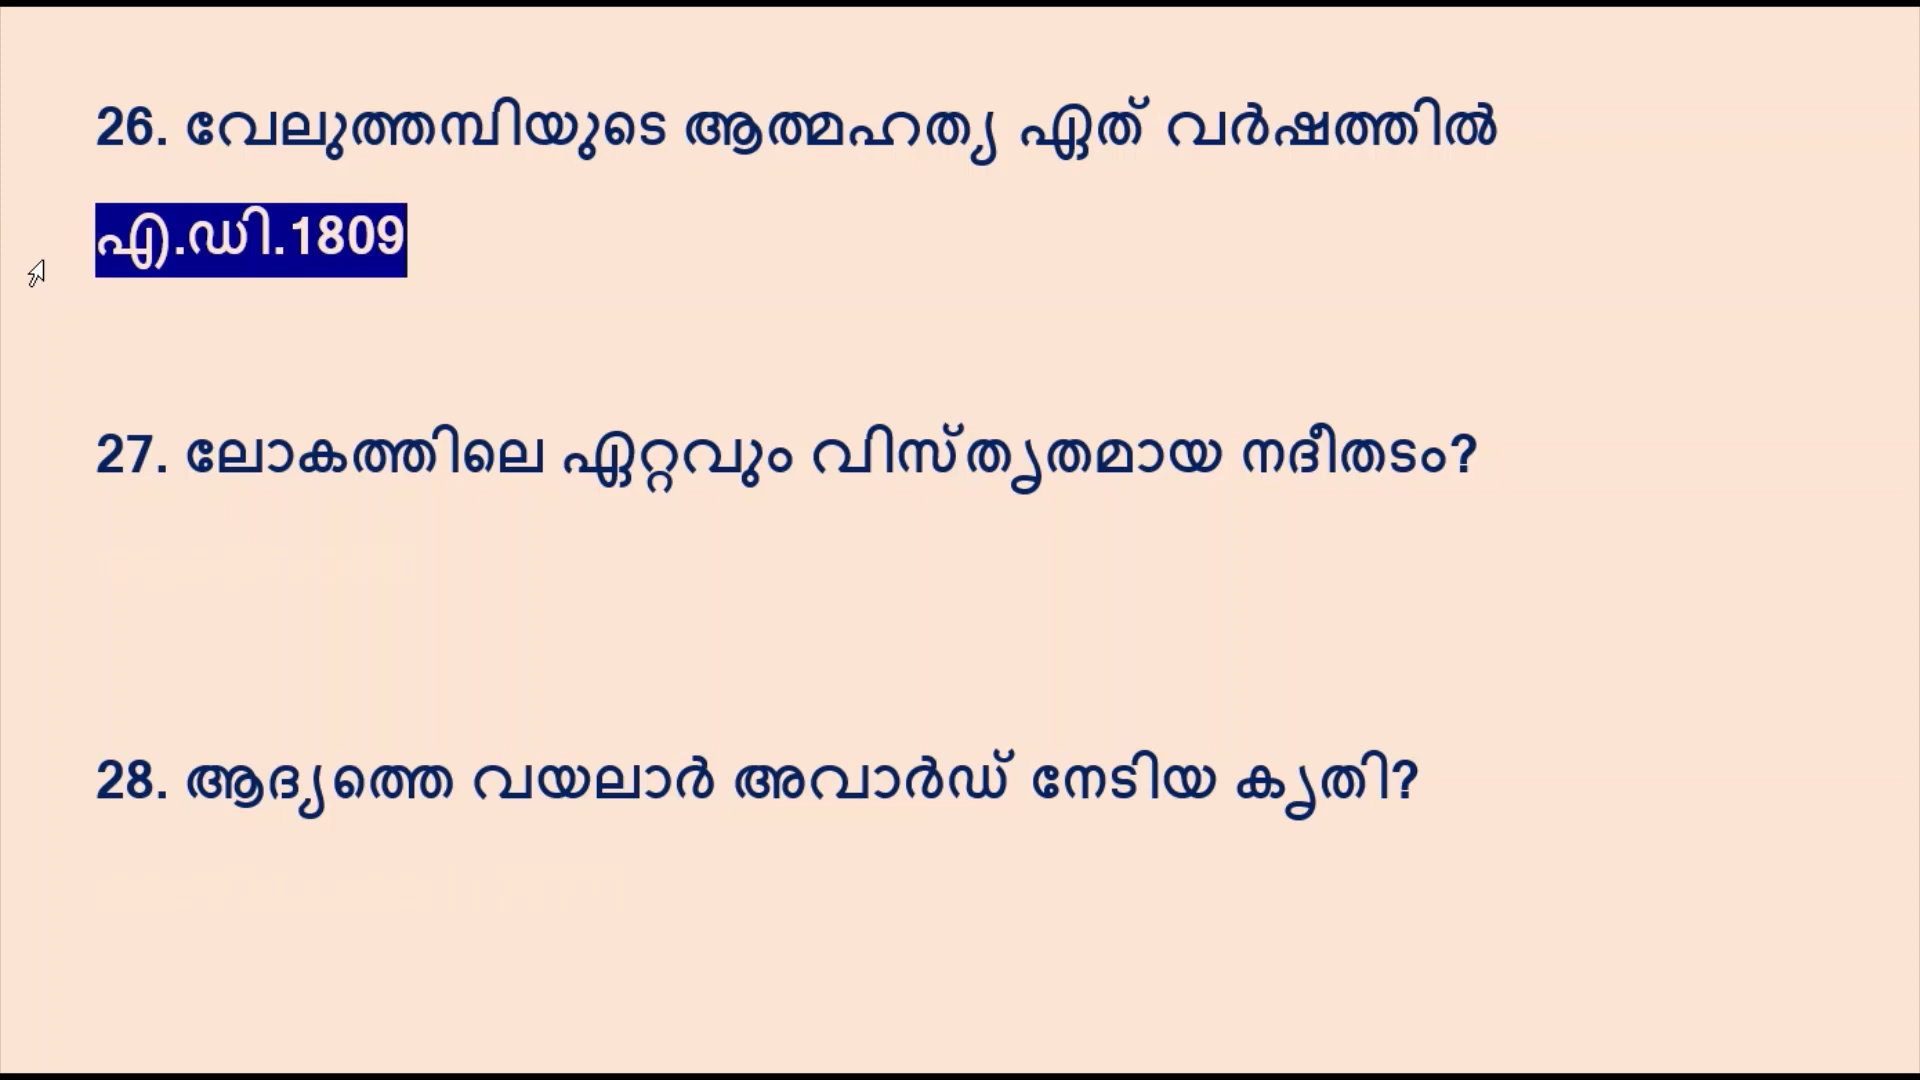 26. വേലുത്തമ്പിയുടെ ആത്മഹത്യ ഏത് വർഷത്തിൽ
എ.ഡി.1809
27. ലോകത്തിലെ ഏറ്റവും വിസ്തൃതമായ നദീതടം?
28. ആദ്യത്തെ വയലാർ അവാർഡ് നേടിയ കൃതി?